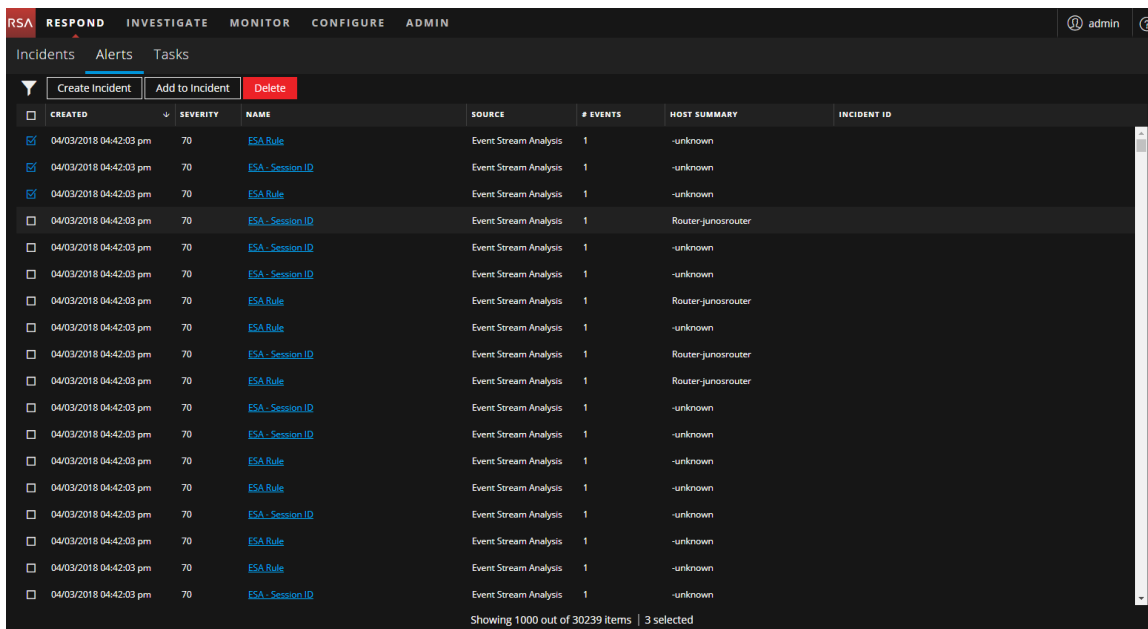 RSA RESPOND INVESTIGATE MONITOR CONFIGURE ADMIN admin
Incidents Alerts Tasks
Create Incident Add to Incident Delete
CREATED SEVERITY NAME SOURCE # EVENTS HOST SUMMARY INCIDENT ID
04/03/2018 04:42:03 pm 70 ESA Rule Event Stream Analysis 1 -unknown
04/03/2018 04:42:03 pm 70 ESA - Session ID Event Stream Analysis 1 -unknown
04/03/2018 04:42:03 pm 70 ESA Rule Event Stream Analysis 1 -unknown
04/03/2018 04:42:03 pm 70 ESA - Session ID Event Stream Analysis 1 Router-junosrouter
04/03/2018 04:42:03 pm 70 ESA - Session ID Event Stream Analysis 1 -unknown
04/03/2018 04:42:03 pm 70 ESA - Session ID Event Stream Analysis 1 -unknown
04/03/2018 04:42:03 pm 70 ESA Rule Event Stream Analysis 1 Router-junosrouter
04/03/2018 04:42:03 pm 70 ESA Rule Event Stream Analysis 1 -unknown
04/03/2018 04:42:03 pm 70 ESA - Session ID Event Stream Analysis 1 Router-junosrouter
04/03/2018 04:42:03 pm 70 ESA Rule Event Stream Analysis 1 Router-junosrouter
04/03/2018 04:42:03 pm 70 ESA - Session ID Event Stream Analysis 1 -unknown
04/03/2018 04:42:03 pm 70 ESA - Session ID Event Stream Analysis 1 -unknown
04/03/2018 04:42:03 pm 70 ESA Rule Event Stream Analysis 1 -unknown
04/03/2018 04:42:03 pm 70 ESA Rule Event Stream Analysis 1 -unknown
04/03/2018 04:42:03 pm 70 ESA - Session ID Event Stream Analysis 1 -unknown
04/03/2018 04:42:03 pm 70 ESA Rule Event Stream Analysis 1 -unknown
04/03/2018 04:42:03 pm 70 ESA Rule Event Stream Analysis 1 -unknown
04/03/2018 04:42:03 pm 70 ESA - Session ID Event Stream Analysis 1 -unknown
Showing 1000 out of 30239 items | 3 selected